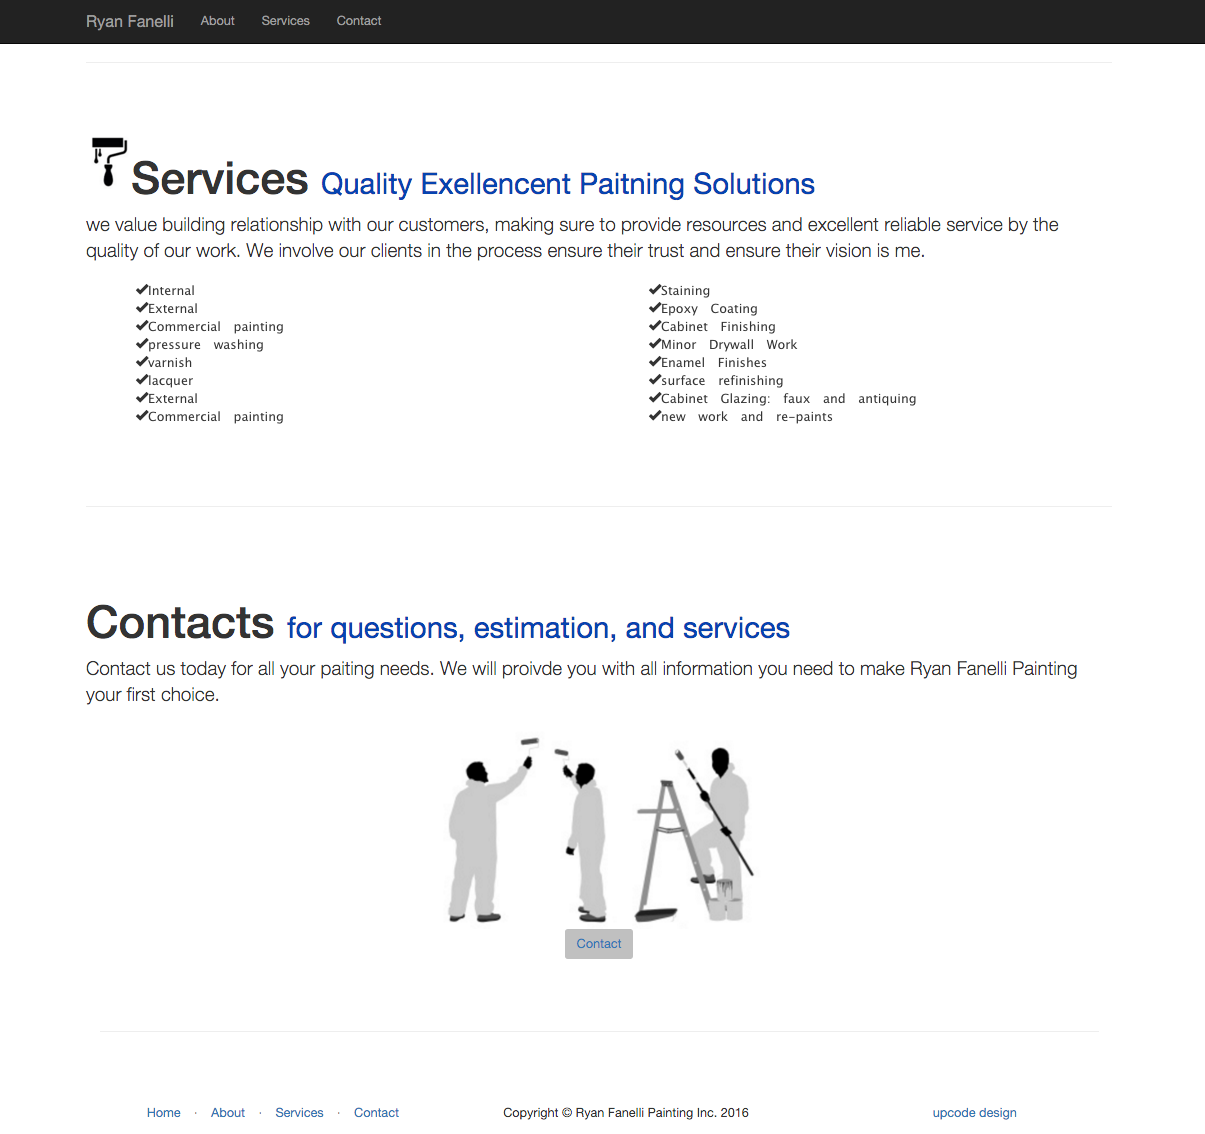 Ryan Fanelli About Services Contact
Services Quality Exellencent Paitning Solutions
we value building relationship with our customers, making sure to provide resources and excellent reliable service by the
quality of our work. We involve our clients in the process ensure their trust and ensure their vision is me.
✔Internal
✔External
✔Commercial painting
✔pressure washing
✔varnish
✔lacquer
✔External
✔Commercial painting
✔Staining
✔Epoxy Coating
✔Cabinet Finishing
✔Minor Drywall Work
✔Enamel Finishes
✔surface refinishing
✔Cabinet Glazing: faux and antiquing
✔new work and re-paints
Contacts for questions, estimation, and services
Contact us today for all your paiting needs. We will proivde you with all information you need to make Ryan Fanelli Painting
your first choice.
Contact
Home · About · Services · Contact Copyright © Ryan Fanelli Painting Inc. 2016 upcode design